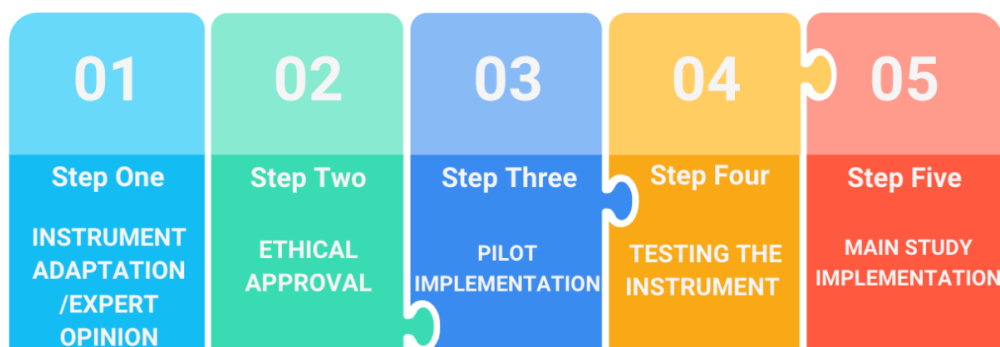 01
Step One
INSTRUMENT
ADAPTATION
/EXPERT
OPINION
02
Step Two
ETHICAL
APPROVAL
03
Step Three
PILOT
IMPLEMENTATION
04
Step Four
TESTING THE
INSTRUMENT
05
Step Five
MAIN STUDY
IMPLEMENTATION